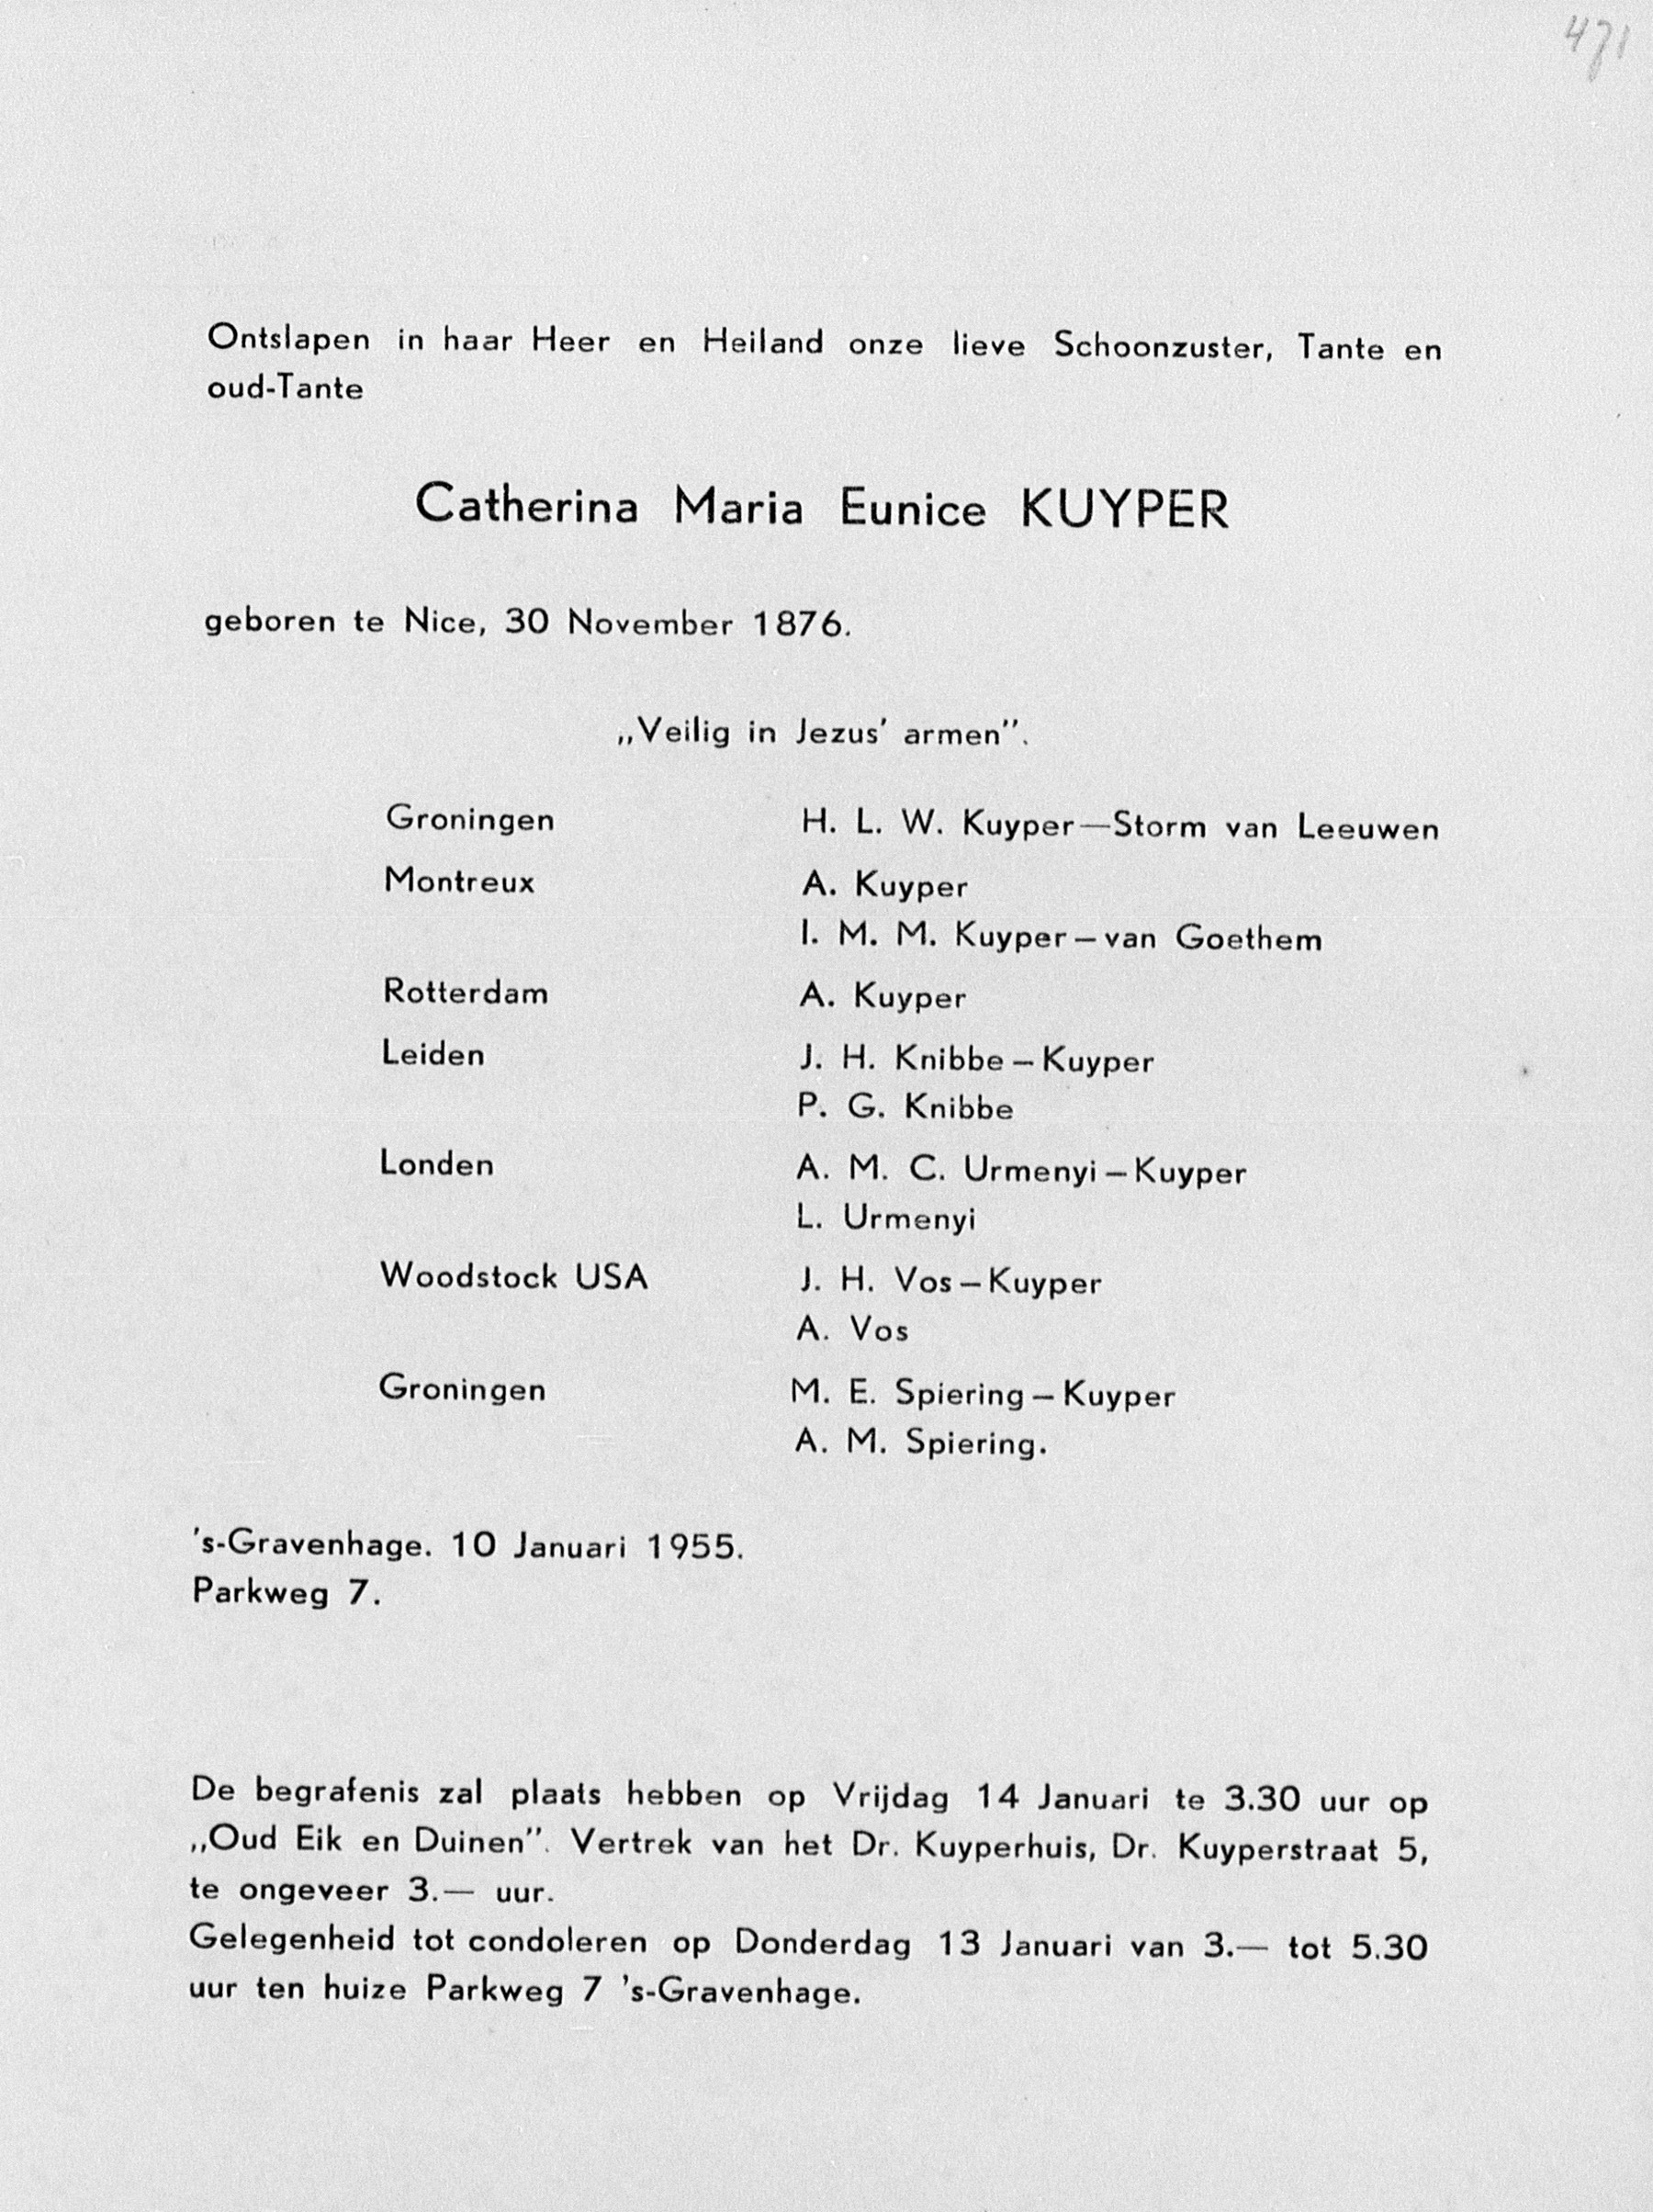 471
Ontslapen in haar Heer en Heiland onze lieve Schoonzuster, Tante en
oud-Tante
Catherina Maria Eunice KUYPER
geboren te Nice, 30 November 1876.
„Veilig in Jezus’ armen”.
Groningen H. L. W. Kuyper—Storm van Leeuwen
Montreux A. Kuyper
I. M. M. Kuyper – van Goethem
Rotterdam A. Kuyper
Leiden J. H. Knibbe – Kuyper
P. G. Knibbe
Londen A. M. C. Urmenyi – Kuyper
L. Urmenyi
Woodstock USA J. H. Vos – Kuyper
A. Vos
Groningen M. E. Spiering – Kuyper
A. M. Spiering.
’s-Gravenhage. 10 Januari 1955.
Parkweg 7.
De begrafenis zal plaats hebben op Vrijdag 14 Januari te 3.30 uur op
„Oud Eik en Duinen”. Vertrek van het Dr. Kuyperhuis, Dr. Kuyperstraat 5,
te ongeveer 3.— uur.
Gelegenheid tot condoleren op Donderdag 13 Januari van 3.— tot 5.30
uur ten huize Parkweg 7 ’s-Gravenhage.